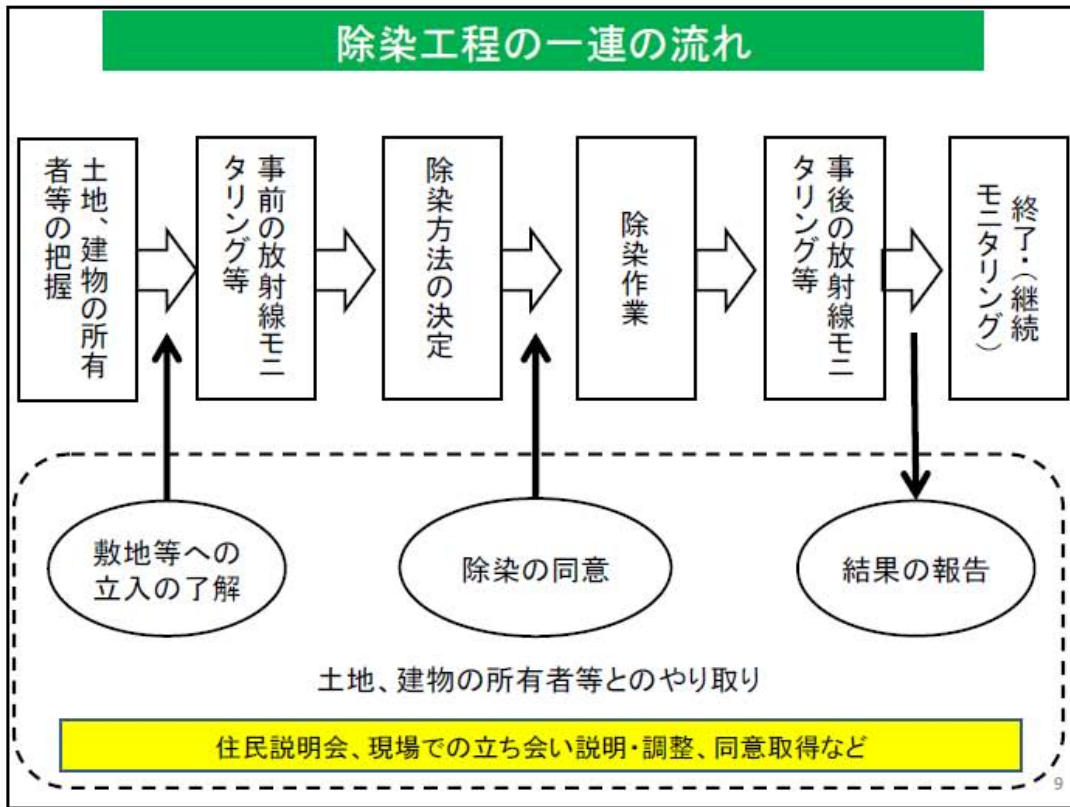 除染工程の一連の流れ
土地、建物の所有
者等の把握
事前の放射線モニ
タリング等
除染方法の決定
除染作業
事後の放射線モニ
タリング等
終了・（継続
モニタリング）
敷地等への
立入の了解
除染の同意
結果の報告
土地、建物の所有者等とのやり取り
住民説明会、現場での立ち会い説明・調整、同意取得など
9